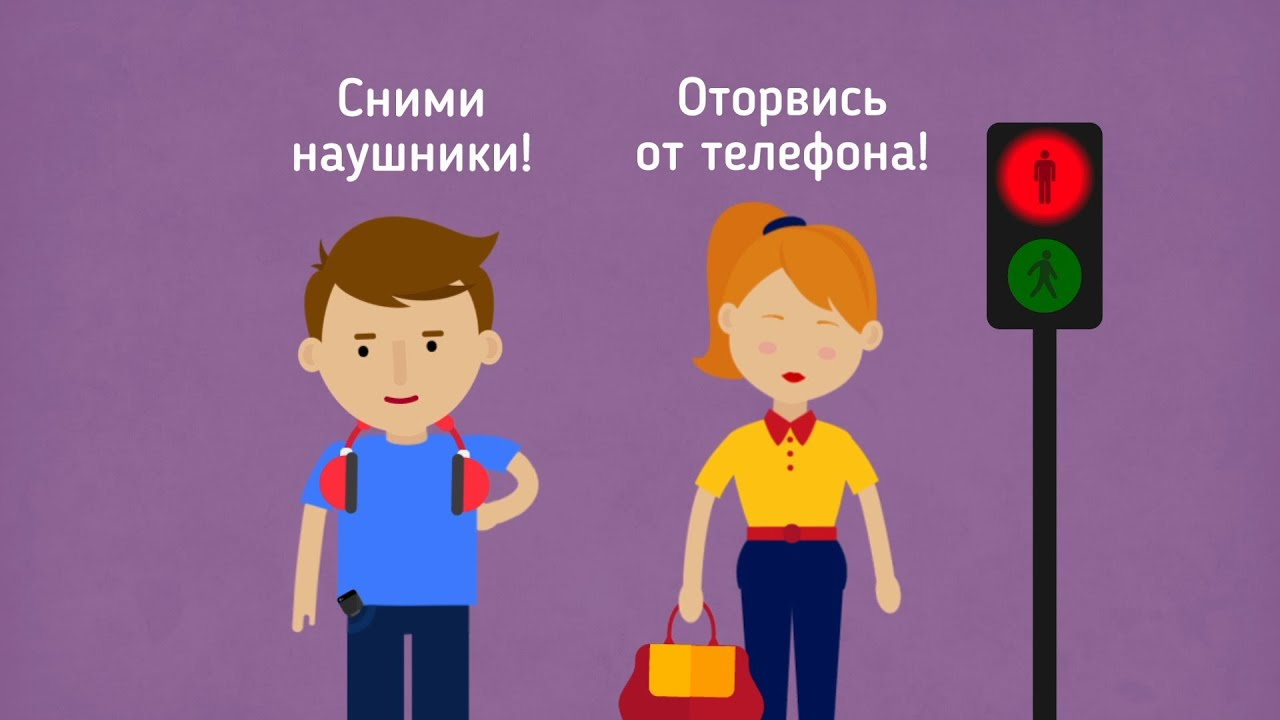 Сними
наушники!
Оторвись
от телефона!